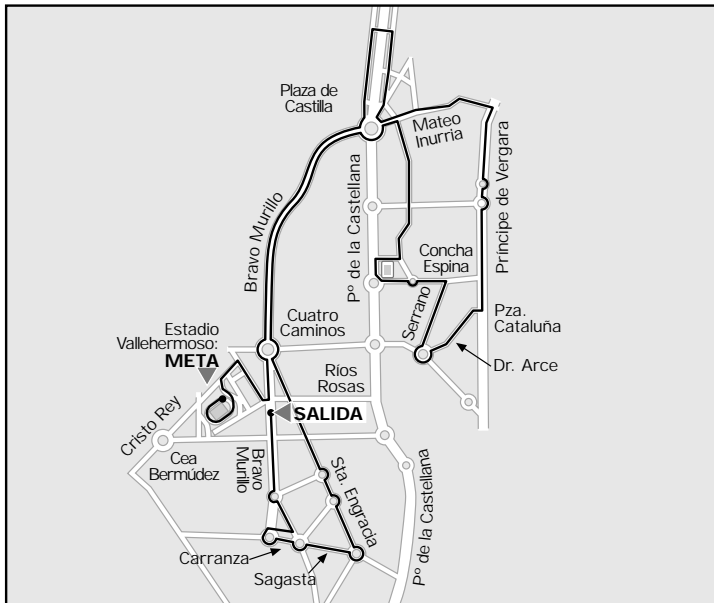 Plaza de
Castilla
Mateo
Inurria
Príncipe de Vergara
Bravo Murillo
Pº de la Castellana
Concha
Espina
Serrano
Pza.
Cataluña
Dr. Arce
Cuatro
Caminos
Estadio
Vallehermoso:
META
Ríos
Rosas
SALIDA
Cristo Rey
Cea
Bermúdez
Bravo
Murillo
Sta. Engracia
Pº de la Castellana
Carranza
Sagasta